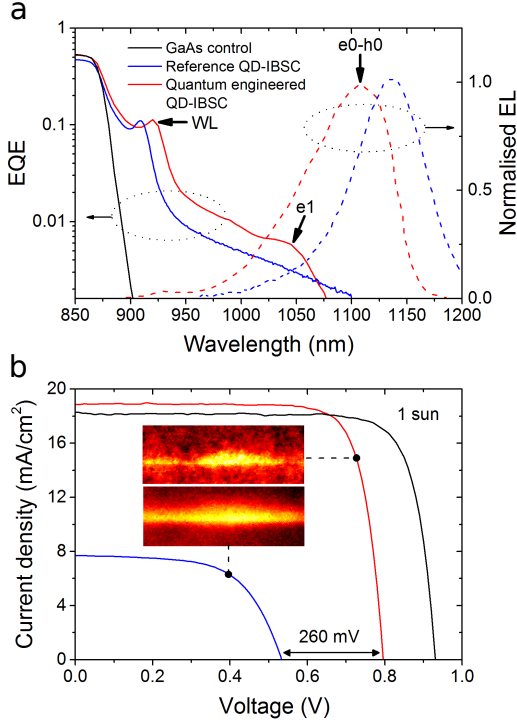 a
e0-h0
GaAs control
Reference QD-IBSC
Quantum engineered
QD-IBSC
WL
e1
1
0.1
0.01
EQE
1.0
0.5
0.0
Normalised EL
850 900 950 1000 1050 1100 1150 1200
Wavelength (nm)
b
1 sun
260 mV
20
16
12
8
4
0
Current density (mA/cm²)
0.0 0.2 0.4 0.6 0.8 1.0
Voltage (V)